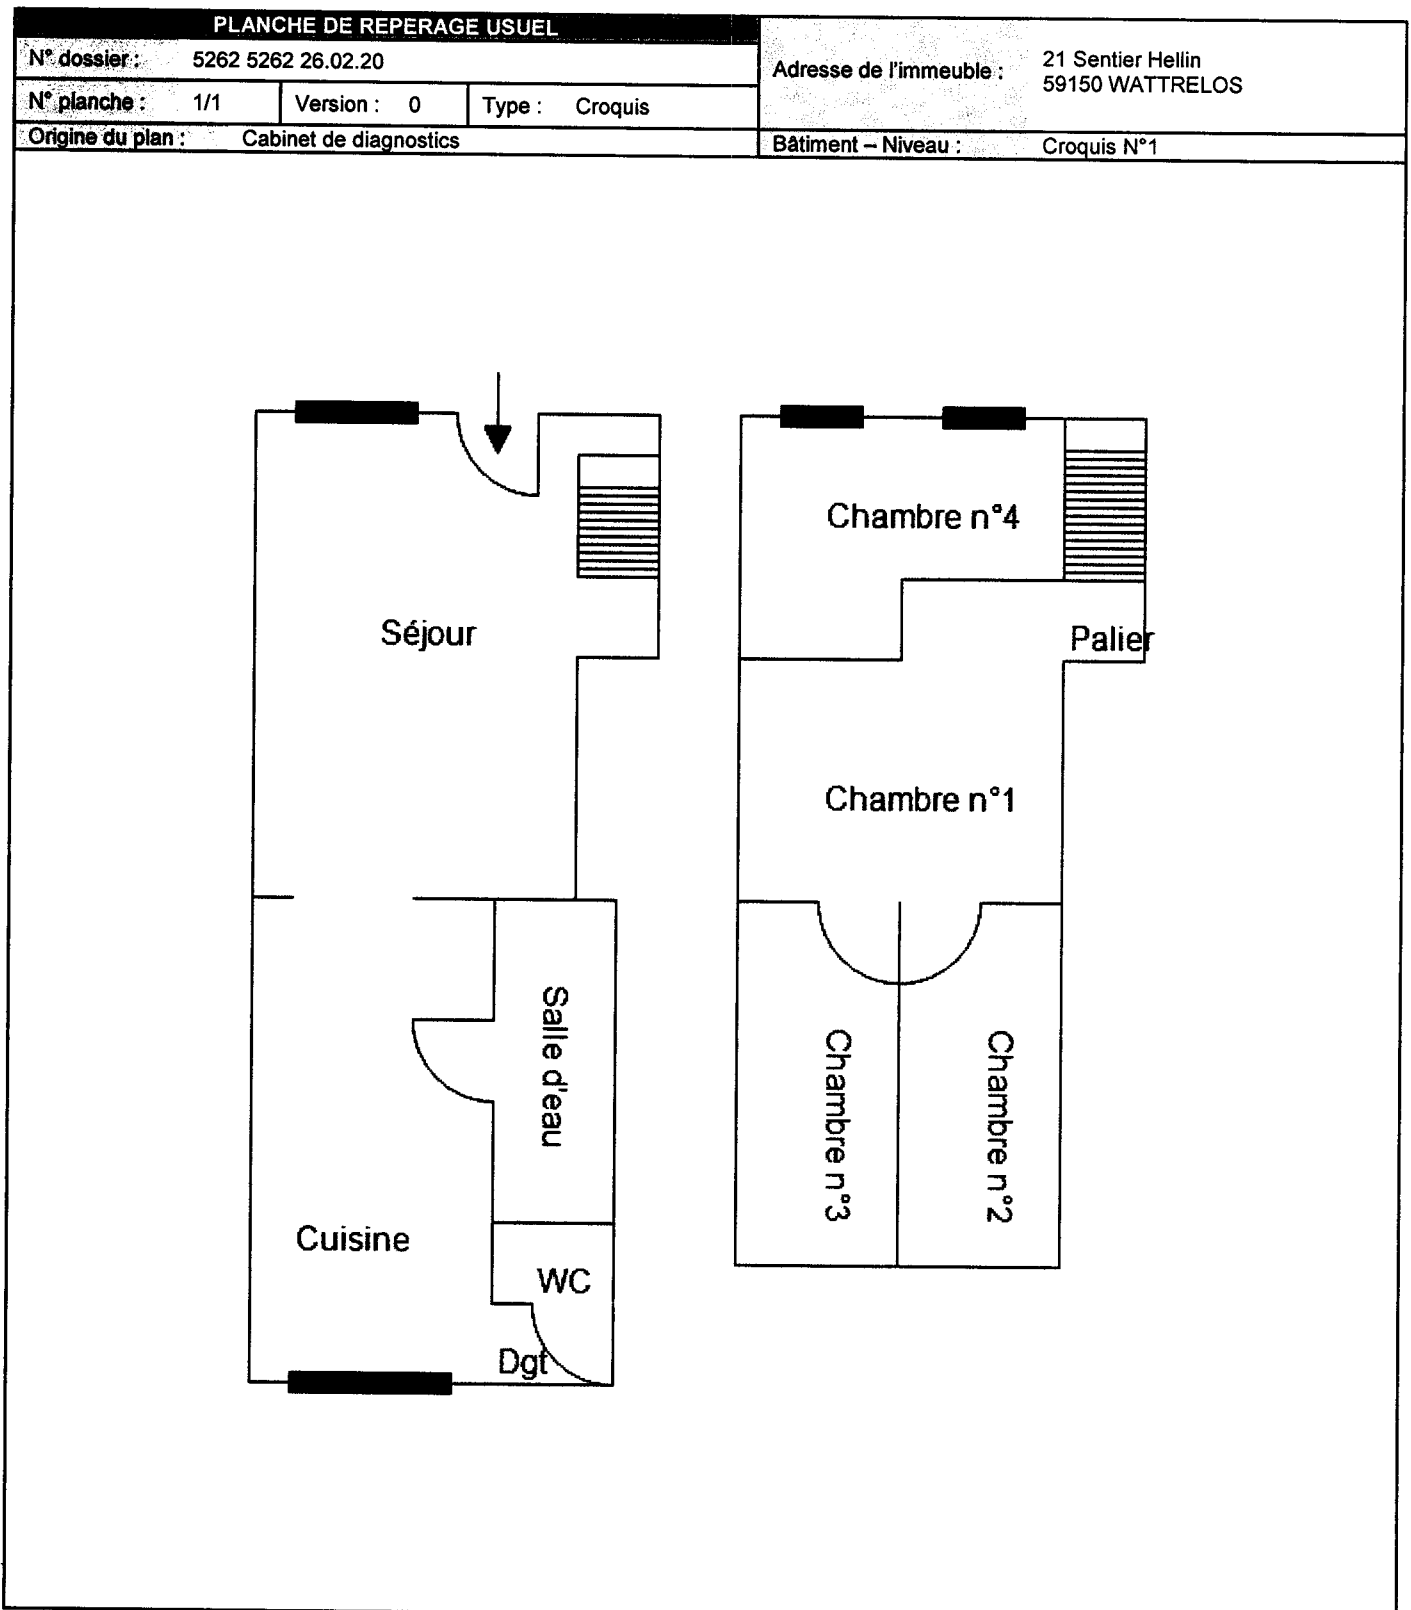 PLANCHE DE REPERAGE USUEL
N° dossier : 5262 5262 26.02.20
Adresse de l'immeuble : 21 Sentier Hellin
59150 WATTRELOS
N° planche : 1/1 Version : 0 Type : Croquis
Origine du plan : Cabinet de diagnostics
Bâtiment – Niveau : Croquis N°1
Séjour
Cuisine
Salle d'eau
WC
Dgt
Chambre n°4
Palier
Chambre n°1
Chambre n°3
Chambre n°2